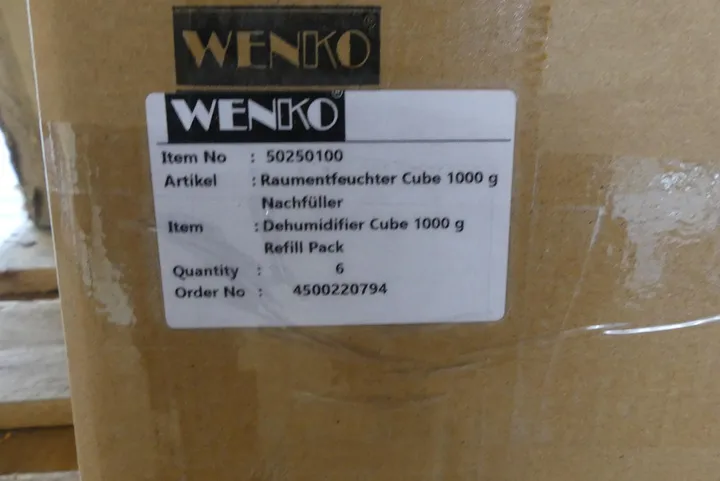 WENKO®
WENKO®
Item No : 50250100
Artikel : Raumentfeuchter Cube 1000 g
Nachfüller
Item : Dehumidifier Cube 1000 g
Refill Pack
Quantity : 6
Order No : 4500220794